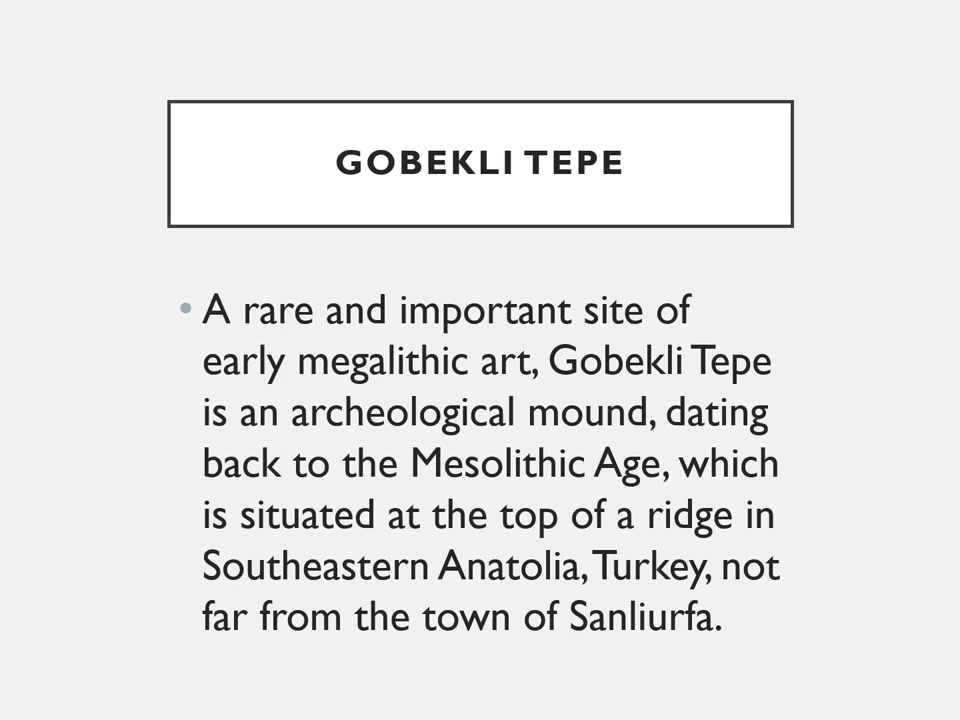 GOBEKLI TEPE
• A rare and important site of
early megalithic art, Gobekli Tepe
is an archeological mound, dating
back to the Mesolithic Age, which
is situated at the top of a ridge in
Southeastern Anatolia, Turkey, not
far from the town of Sanliurfa.